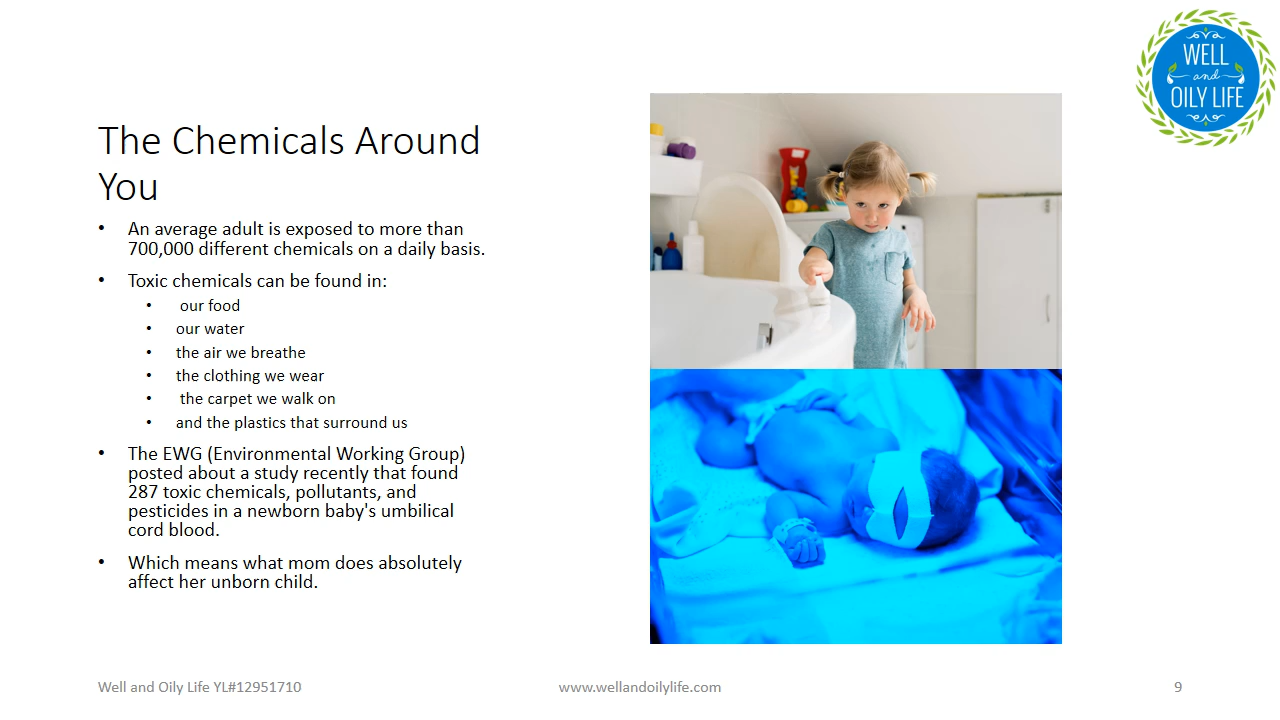 WELL
and
OILY LIFE
The Chemicals Around
You
• An average adult is exposed to more than
700,000 different chemicals on a daily basis.
• Toxic chemicals can be found in:
• our food
• our water
• the air we breathe
• the clothing we wear
• the carpet we walk on
• and the plastics that surround us
• The EWG (Environmental Working Group)
posted about a study recently that found
287 toxic chemicals, pollutants, and
pesticides in a newborn baby's umbilical
cord blood.
• Which means what mom does absolutely
affect her unborn child.
Well and Oily Life YL#12951710
www.wellandoilylife.com
9